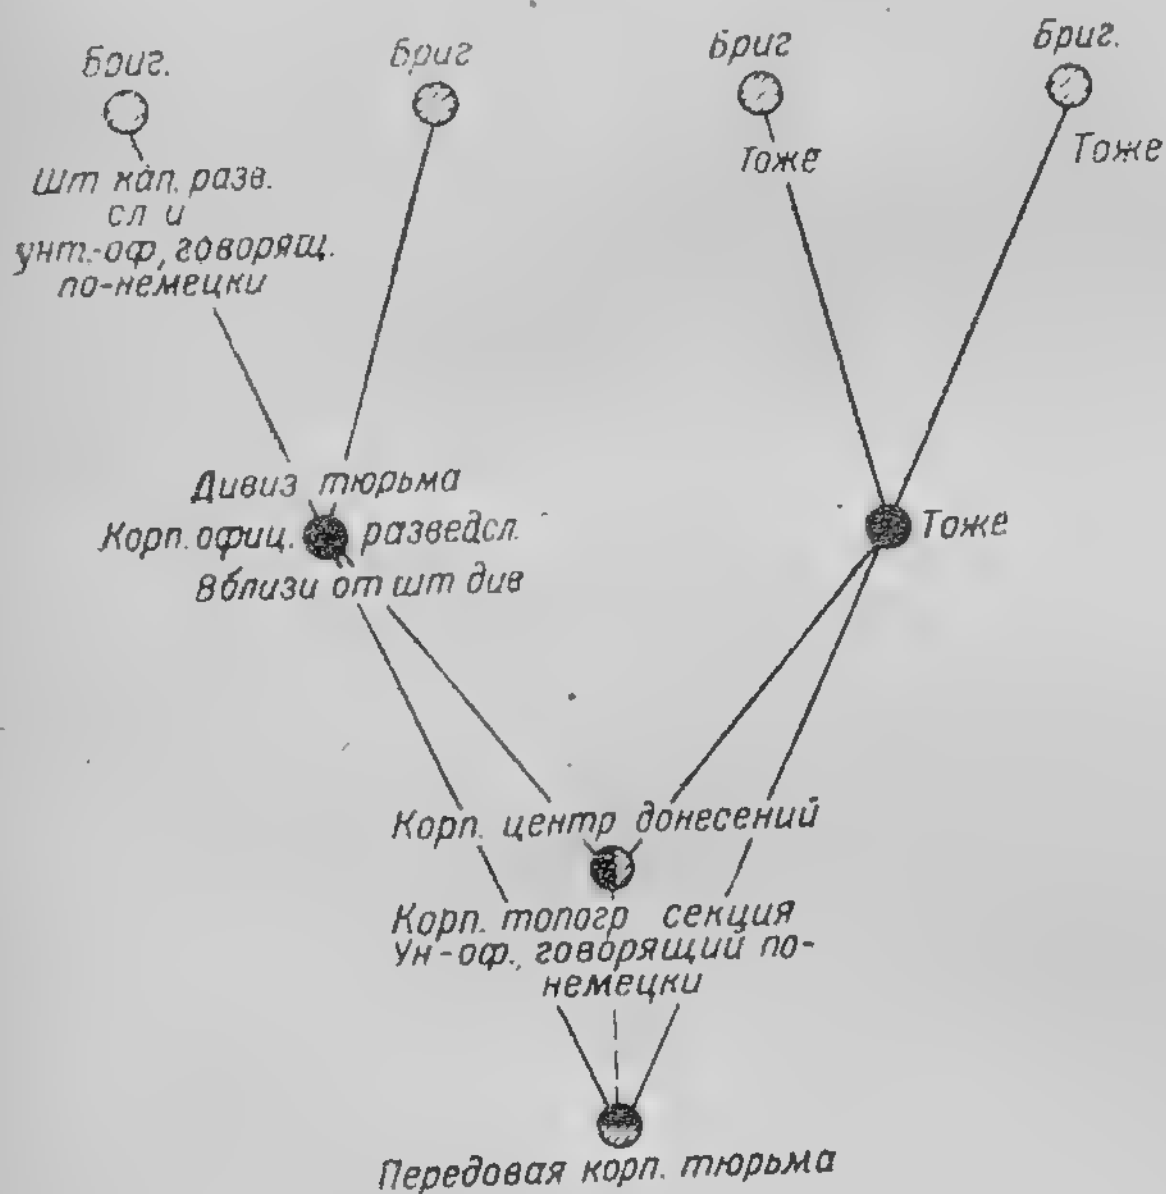 Бриг.
Бриг
Бриг
Бриг.
Шт кап. разв.
сл и
унт.-оф, говорящ.
по-немецки
Тоже
Тоже
Дивиз тюрьма
Корп. офиц. разведсл.
Вблизи от шт див
Тоже
Корп. центр донесений
Корп. топогр секция
Ун-оф., говорящий по-
немецки
Передовая корп. тюрьма